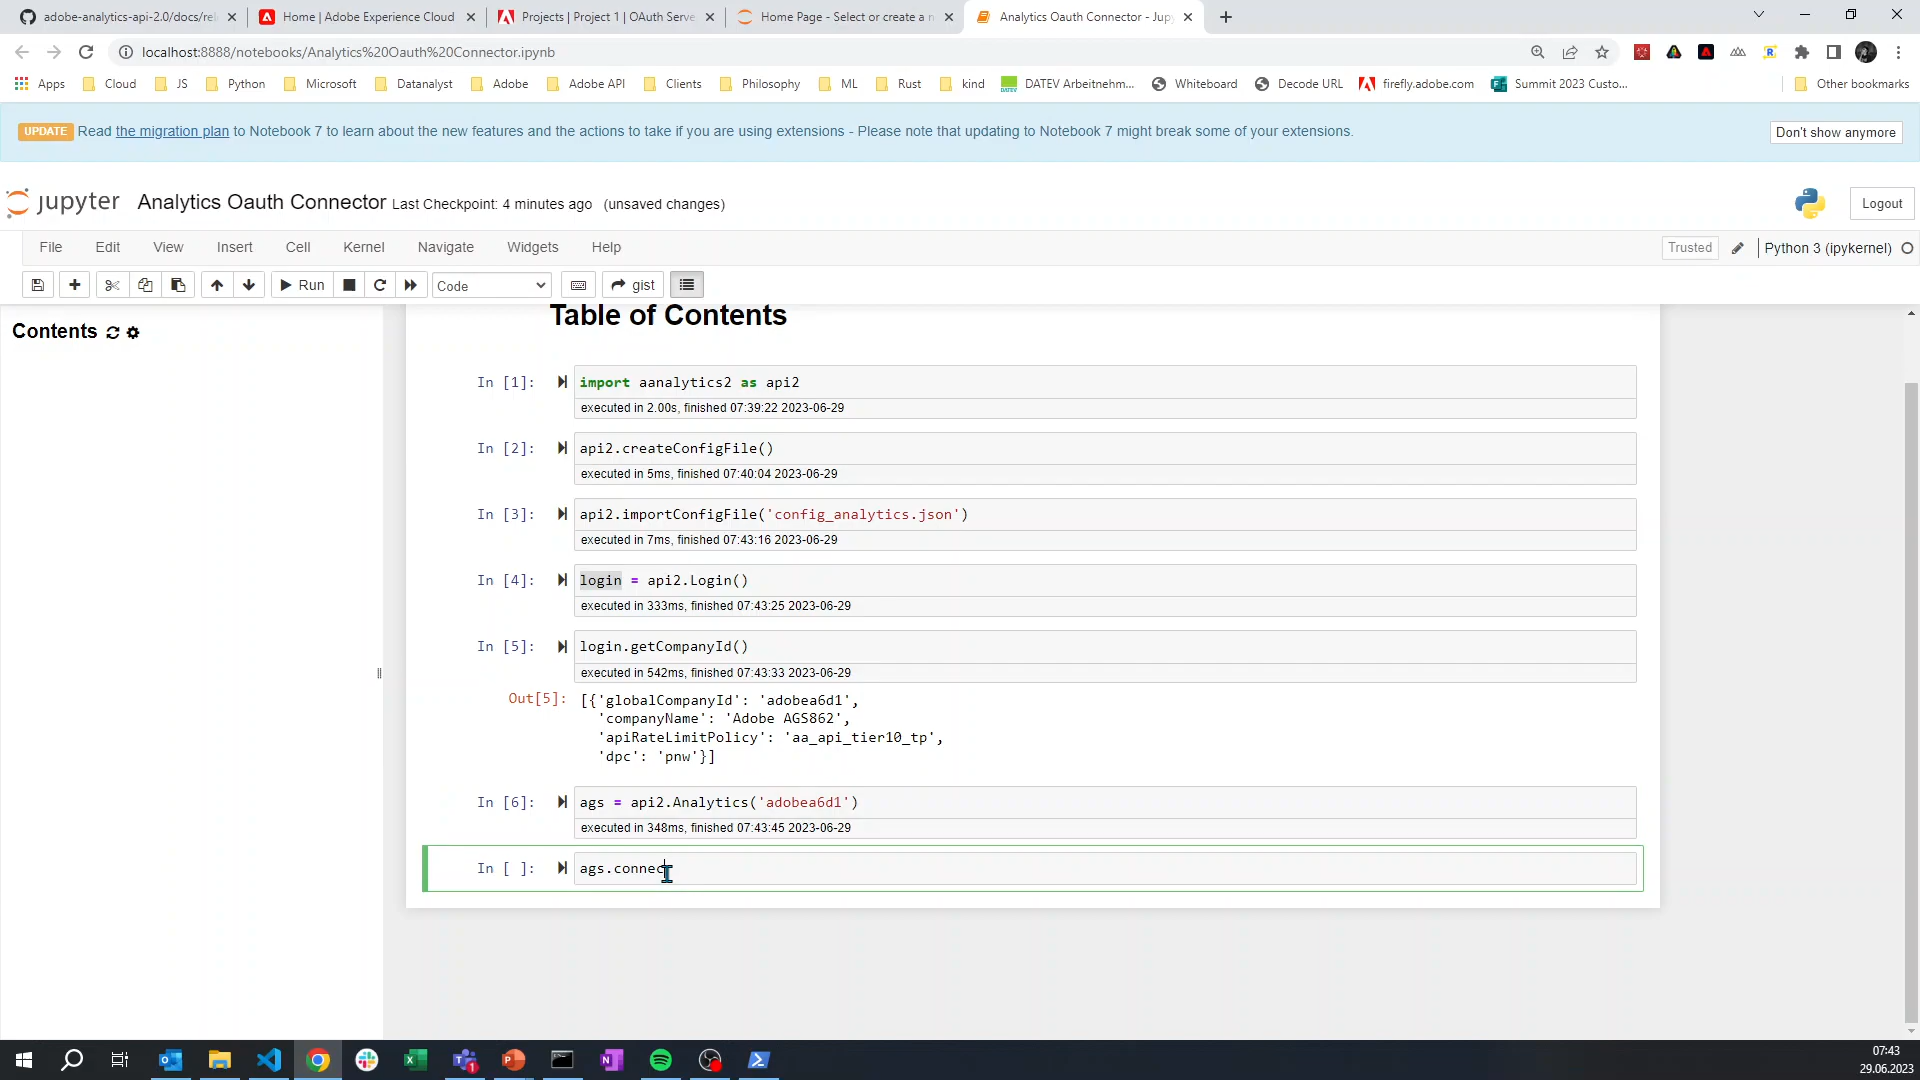 adobe-analytics-api-2.0/docs/rel
Home | Adobe Experience Cloud
Projects | Project 1 | OAuth Serve
Home Page - Select or create a n
Analytics Oauth Connector - Jupy
localhost:8888/notebooks/Analytics%20Oauth%20Connector.ipynb
Apps
Cloud
JS
Python
Microsoft
Datanalyst
Adobe
Adobe API
Clients
Philosophy
ML
Rust
kind
DATEV Arbeitnehm...
Whiteboard
Decode URL
firefly.adobe.com
Summit 2023 Custo...
Other bookmarks
UPDATE Read the migration plan to Notebook 7 to learn about the new features and the actions to take if you are using extensions - Please note that updating to Notebook 7 might break some of your extensions.
Don't show anymore
jupyter Analytics Oauth Connector Last Checkpoint: 4 minutes ago (unsaved changes)
Logout
File Edit View Insert Cell Kernel Navigate Widgets Help
Trusted
Python 3 (ipykernel)
Run
Code
gist
Contents
Table of Contents
In [1]: import aanalytics2 as api2
executed in 2.00s, finished 07:39:22 2023-06-29
In [2]: api2.createConfigFile()
executed in 5ms, finished 07:40:04 2023-06-29
In [3]: api2.importConfigFile('config_analytics.json')
executed in 7ms, finished 07:43:16 2023-06-29
In [4]: login = api2.Login()
executed in 333ms, finished 07:43:25 2023-06-29
In [5]: login.getCompanyId()
executed in 542ms, finished 07:43:33 2023-06-29
Out[5]: [{'globalCompanyId': 'adobea6d1',
'companyName': 'Adobe AGS862',
'apiRateLimitPolicy': 'aa_api_tier10_tp',
'dpc': 'pnw'}]
In [6]: ags = api2.Analytics('adobea6d1')
executed in 348ms, finished 07:43:45 2023-06-29
In [ ]: ags.connec
07:43
29.06.2023